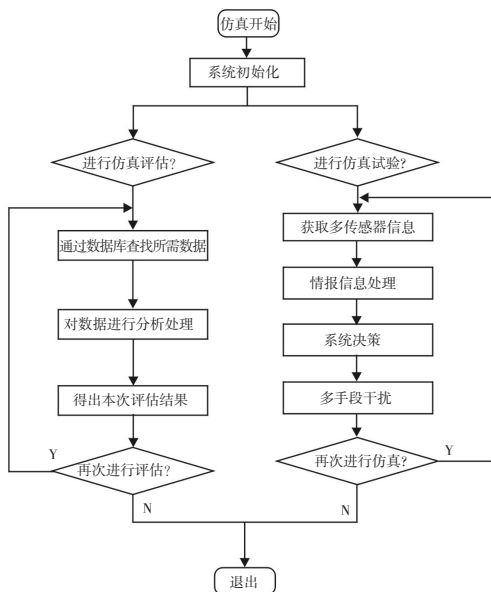 仿真开始
系统初始化
进行仿真评估?
进行仿真试验?
通过数据库查找所需数据
获取多传感器信息
对数据进行分析处理
情报信息处理
系统决策
得出本次评估结果
多手段干扰
Y
再次进行评估?
再次进行仿真?
Y
N
N
退出